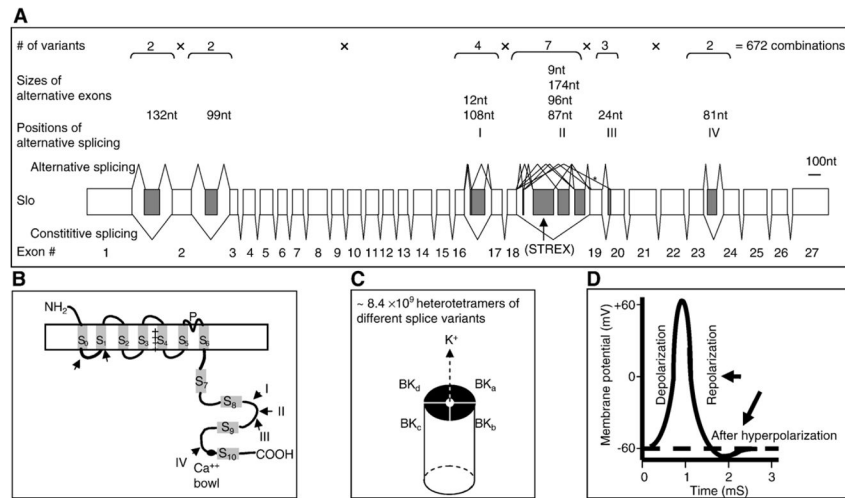 A
# of variants 2 × 2 × 4 × 7 × 3 × 2 = 672 combinations
Sizes of
alternative exons
9nt
174nt
12nt 96nt
132nt 99nt 108nt 87nt 24nt 81nt
Positions of
alternative splicing
I II III IV
Alternative splicing
*
100nt
Slo
Constititive splicing
(STREX)
Exon # 1 2 3 4 5 6 7 8 9 10 11 12 13 14 15 16 17 18 19 20 21 22 23 24 25 26 27
B
NH2
P
S0 S1 S2 S3 S4 S5 S6
++
S7
I
S8
II
S9
III
IV
S10
COOH
Ca++
bowl
C
~ 8.4 ×10⁹ heterotetramers of
different splice variants
K+
BKd BKa
BKc BKb
D
Membrane potential (mV)
+60
0
-60
Depolarization
Repolarization
After hyperpolarization
0 1 2 3
Time (mS)